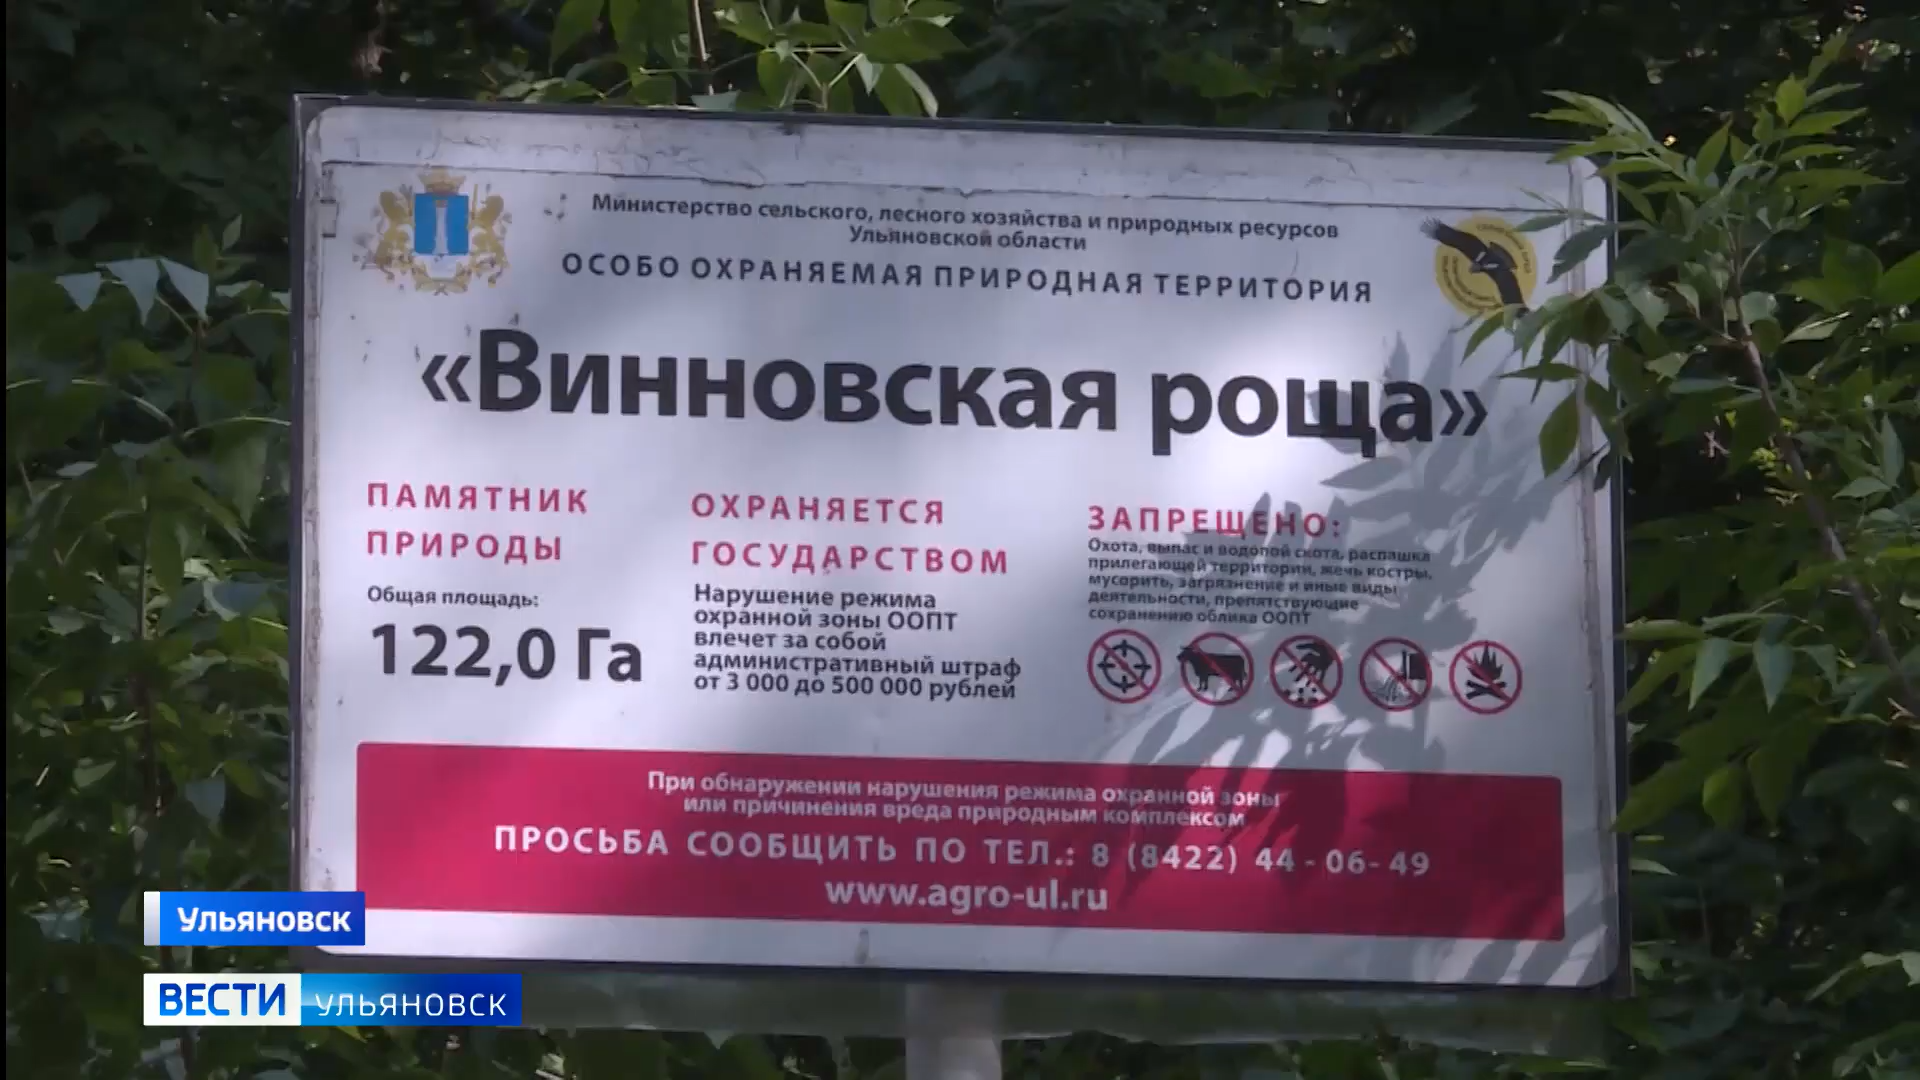 Министерство сельского, лесного хозяйства и природных ресурсов
Ульяновской области
ОСОБО ОХРАНЯЕМАЯ ПРИРОДНАЯ ТЕРРИТОРИЯ
«Винновская роща»
ПАМЯТНИК
ПРИРОДЫ
Общая площадь:
122,0 Га
ОХРАНЯЕТСЯ
ГОСУДАРСТВОМ
Нарушение режима
охранной зоны ООПТ
влечет за собой
административный штраф
от 3 000 до 500 000 рублей
ЗАПРЕЩЕНО:
Охота, выпас и водопой скота, распашка
прилегающей территории, жечь костры,
мусорить, загрязнение и иные виды
деятельности, препятствующие
сохранению облика ООПТ
При обнаружении нарушения режима охранной зоны
или причинения вреда природным комплексом
ПРОСЬБА СООБЩИТЬ ПО ТЕЛ.: 8 (8422) 44-06-49
www.agro-ul.ru
Ульяновск
ВЕСТИ УЛЬЯНОВСК